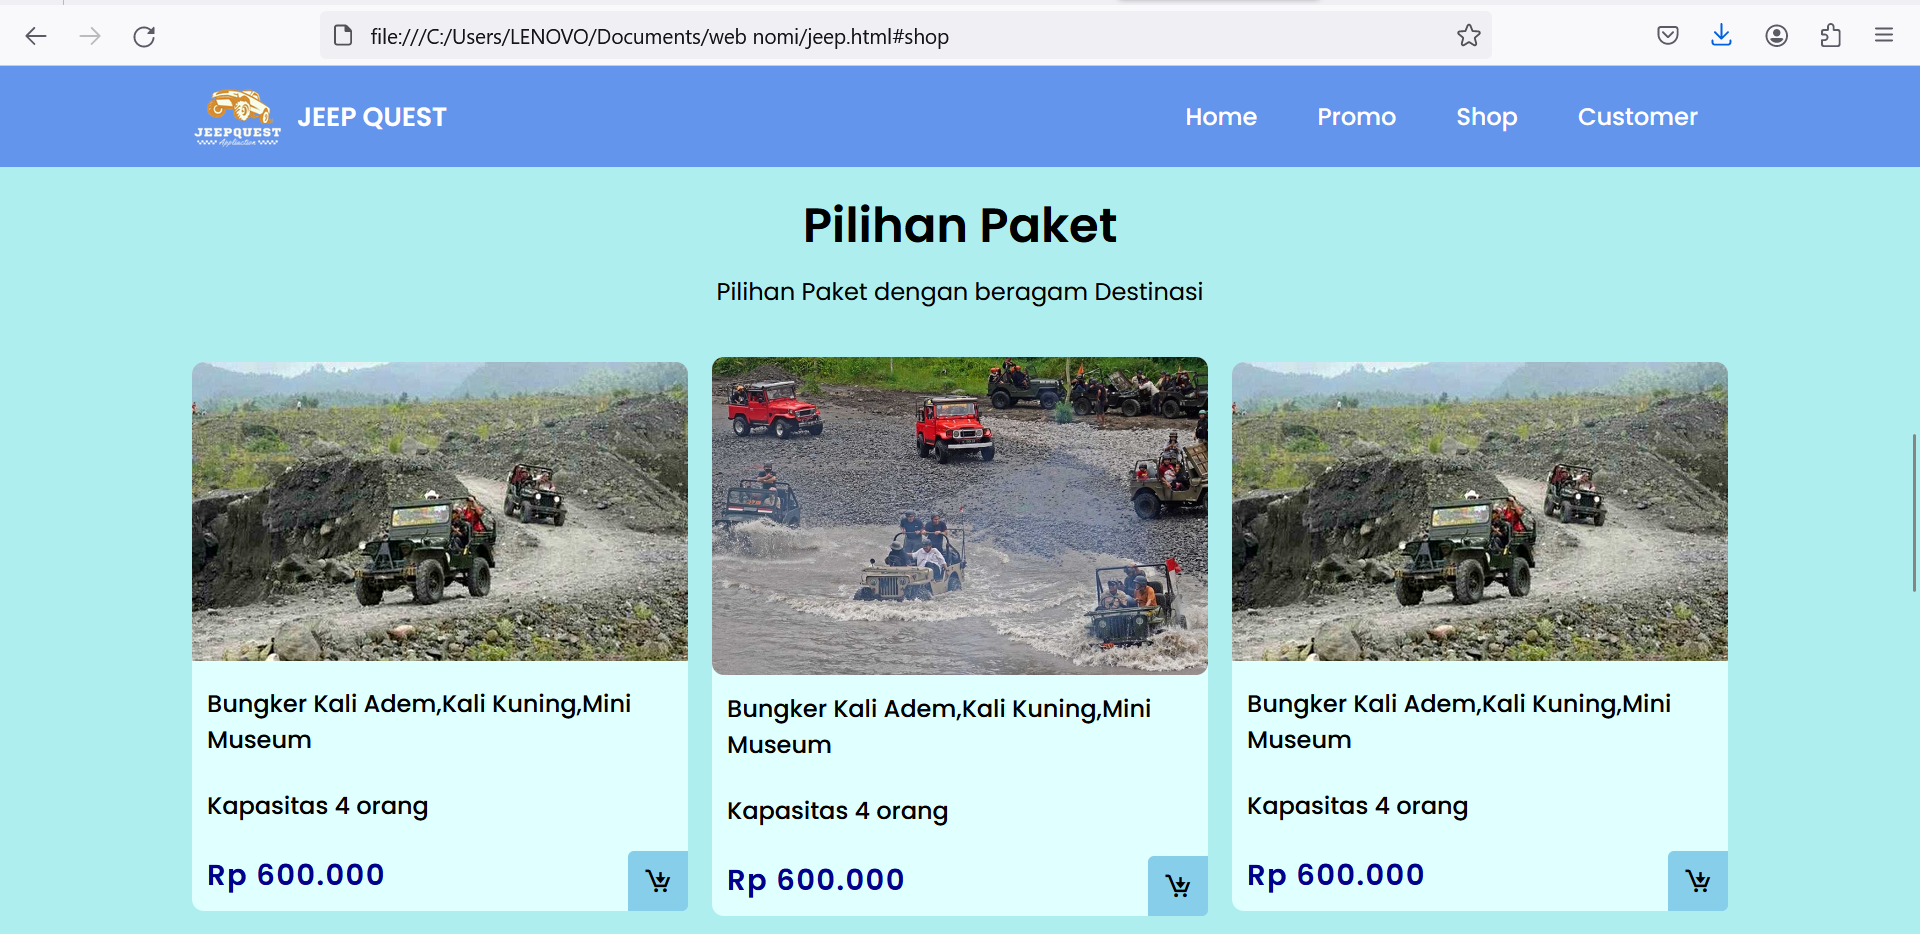 file:///C:/Users/LENOVO/Documents/web nomi/jeep.html#shop
JEEPQUEST
Application
JEEP QUEST
Home
Promo
Shop
Customer
Pilihan Paket
Pilihan Paket dengan beragam Destinasi
Bungker Kali Adem,Kali Kuning,Mini
Museum
Kapasitas 4 orang
Rp 600.000
Bungker Kali Adem,Kali Kuning,Mini
Museum
Kapasitas 4 orang
Rp 600.000
Bungker Kali Adem,Kali Kuning,Mini
Museum
Kapasitas 4 orang
Rp 600.000